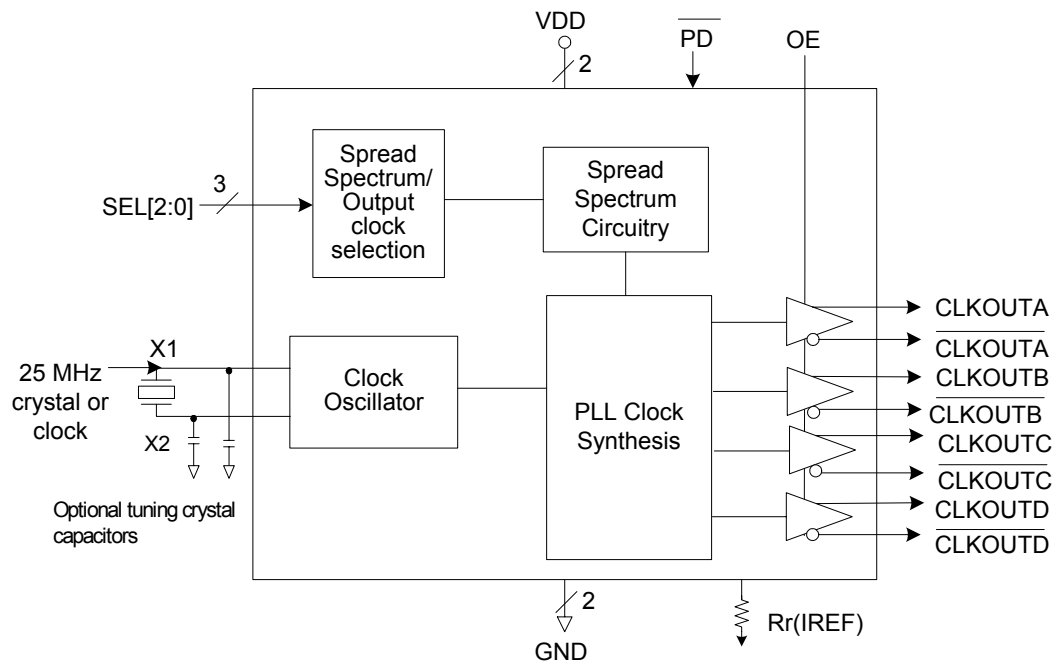 VDD
PD
OE
2
Spread
Spectrum/
Output
clock
selection
Spread
Spectrum
Circuitry
3
SEL[2:0]
CLKOUTA
CLKOUTA
CLKOUTB
CLKOUTB
CLKOUTC
CLKOUTC
CLKOUTD
CLKOUTD
X1
25 MHz
crystal or
clock
X2
Clock
Oscillator
PLL Clock
Synthesis
Optional tuning crystal
capacitors
2
GND
Rr(IREF)